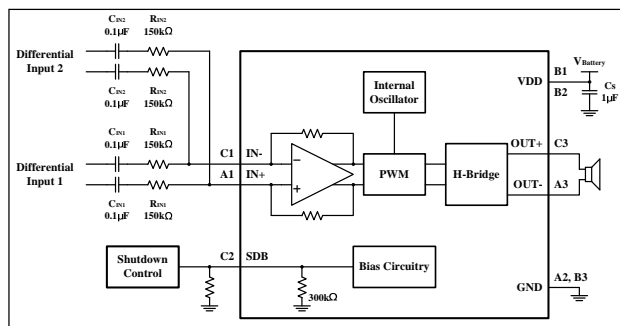 CIN2
0.1μF
RIN2
150kΩ
Differential
Input 2
CIN2
0.1μF
RIN2
150kΩ
CIN1
0.1μF
RIN1
150kΩ
Differential
Input 1
CIN1
0.1μF
RIN1
150kΩ
C1 IN-
A1 IN+
Internal
Oscillator
PWM
H-Bridge
VDD
B1
B2
VBattery
CS
1μF
OUT+
C3
OUT-
A3
Shutdown
Control
C2 SDB
300kΩ
Bias Circuitry
GND
A2, B3